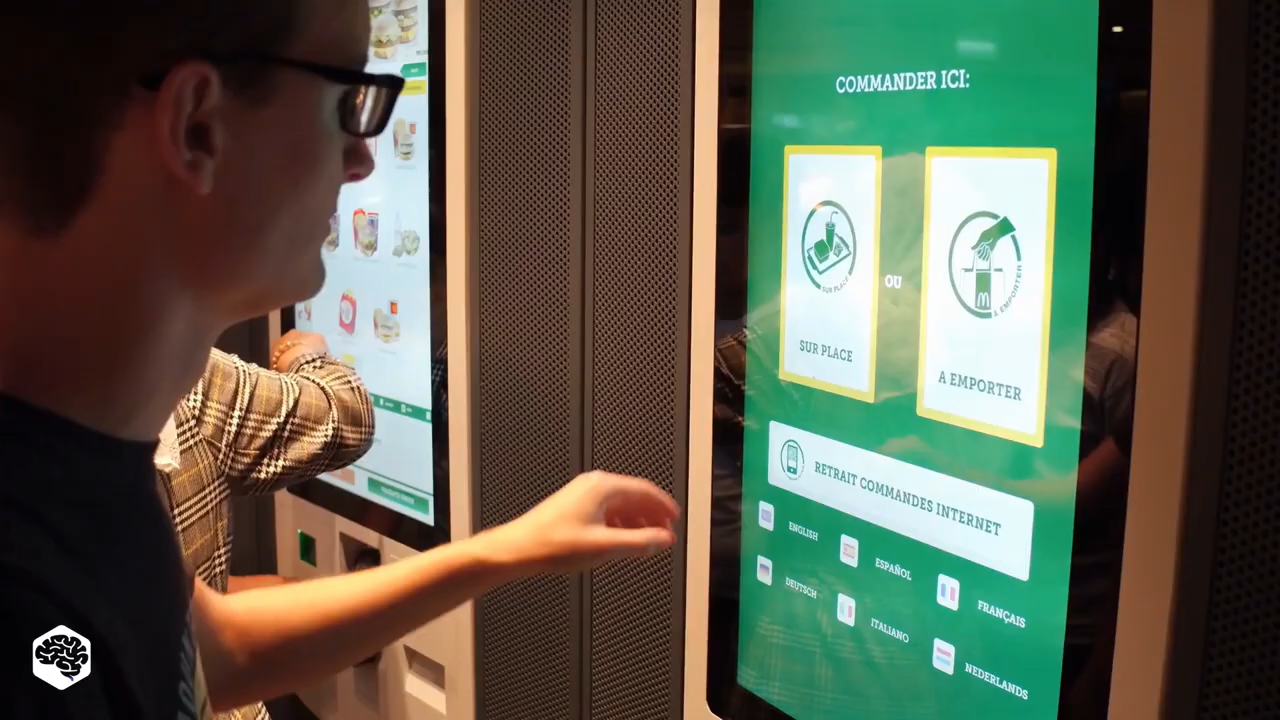 COMMANDER ICI:
SUR PLACE
SUR PLACE
OU
À EMPORTER
A EMPORTER
RETRAIT COMMANDES INTERNET
ENGLISH
ESPAÑOL
FRANÇAIS
DEUTSCH
ITALIANO
NEDERLANDS